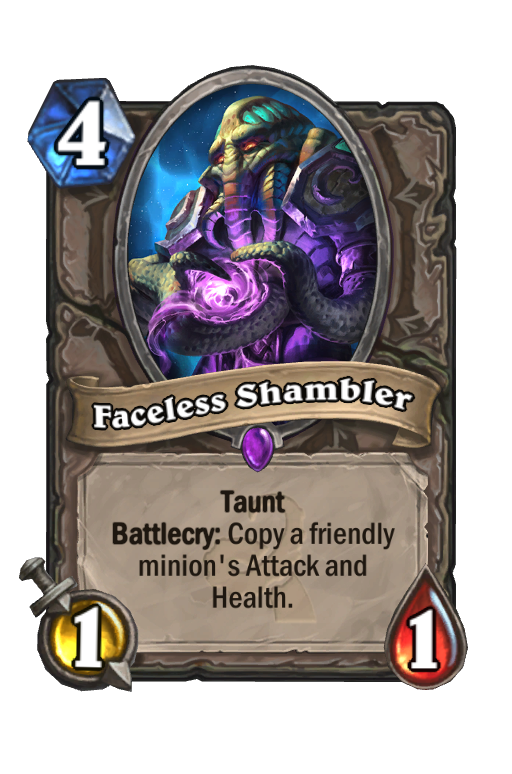 4
Faceless Shambler
Taunt
Battlecry: Copy a friendly
minion's Attack and
Health.
1
1